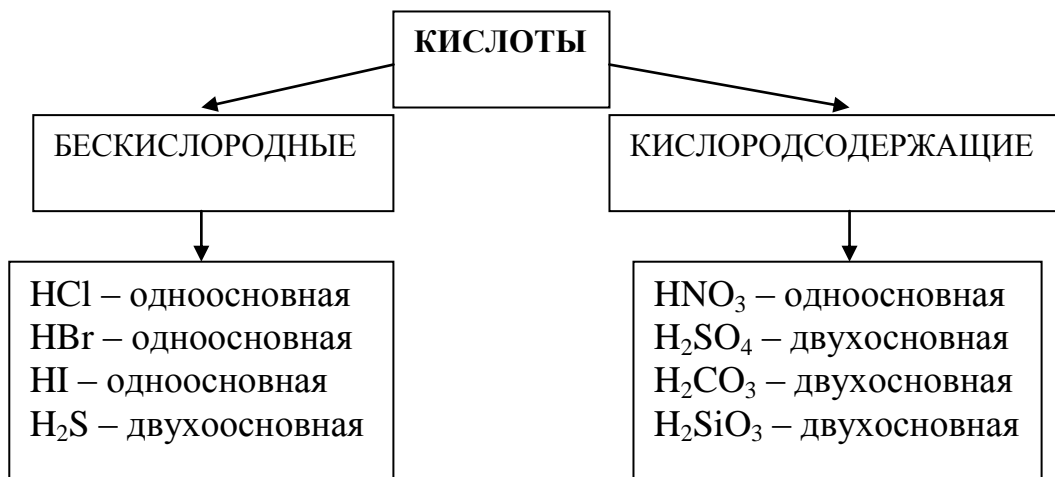 КИСЛОТЫ
БЕСКИСЛОРОДНЫЕ
КИСЛОРОДСОДЕРЖАЩИЕ
HCl – одноосновная
HBr – одноосновная
HI – одноосновная
H₂S – двухоосновная
HNO₃ – одноосновная
H₂SO₄ – двухосновная
H₂CO₃ – двухосновная
H₂SiO₃ – двухосновная